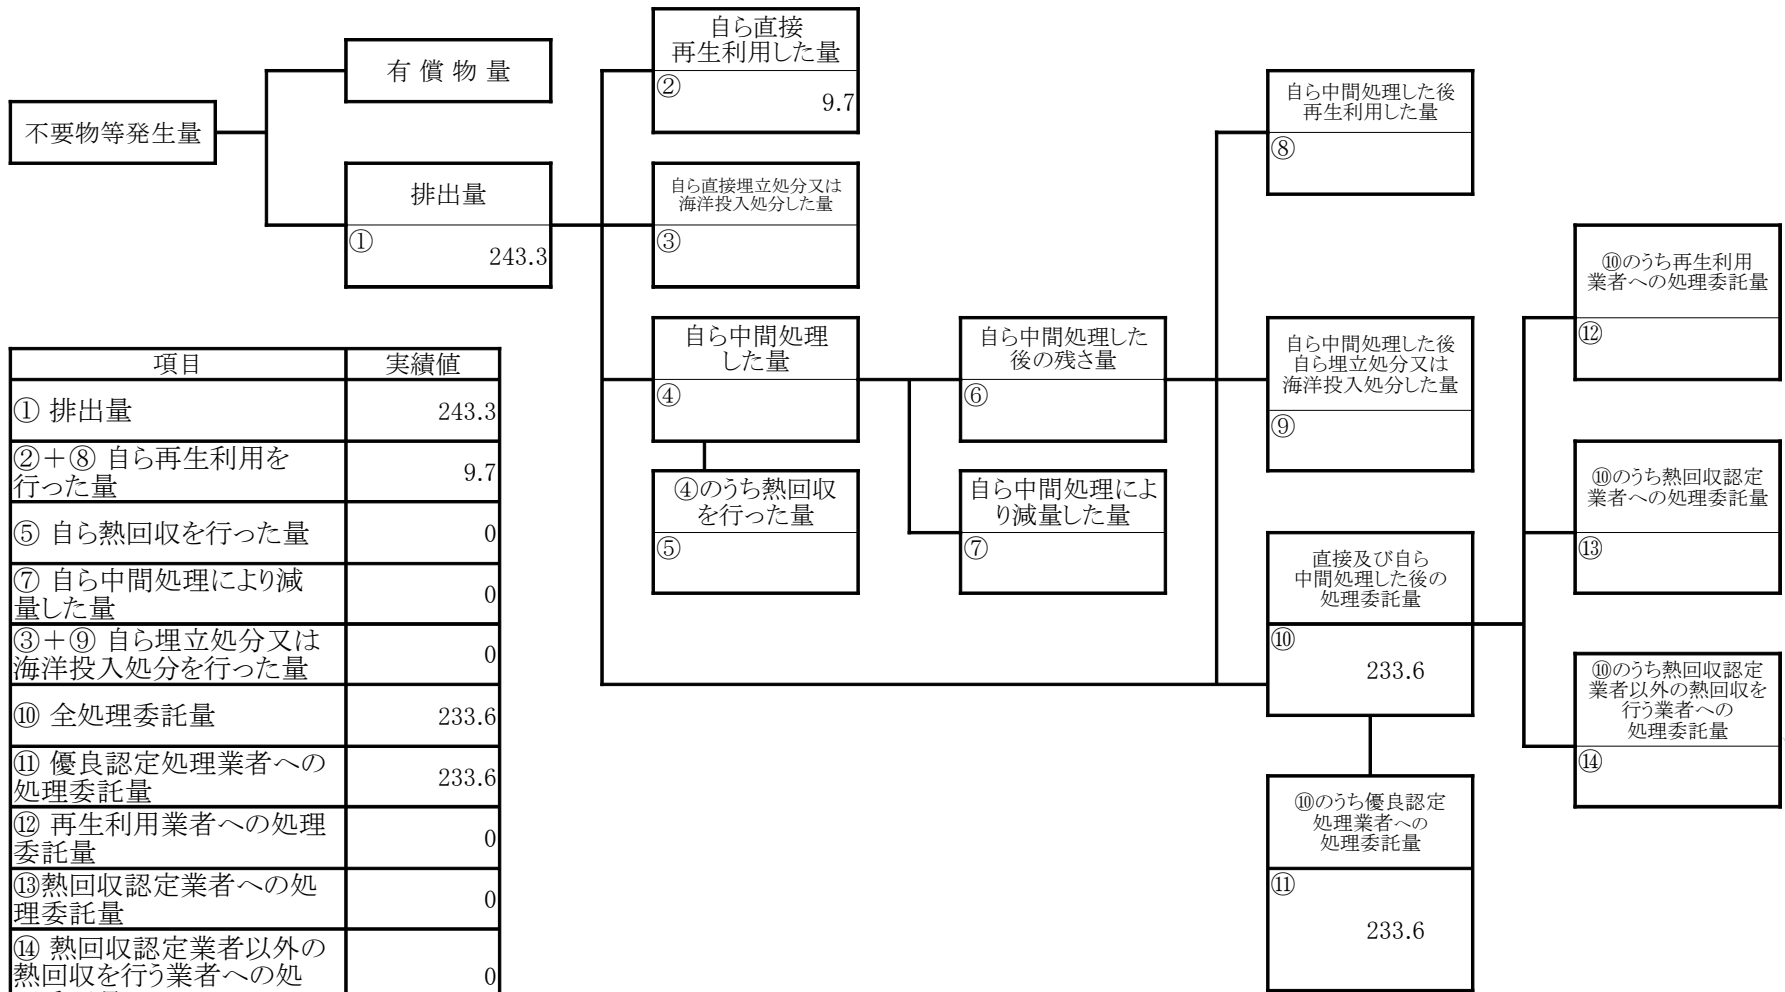 不要物等発生量
有 償 物 量
排出量
①
243.3
自ら直接
再生利用した量
②
9.7
自ら直接埋立処分又は
海洋投入処分した量
③
自ら中間処理
した量
④
④のうち熱回収
を行った量
⑤
自ら中間処理した
後の残さ量
⑥
自ら中間処理によ
り減量した量
⑦
自ら中間処理した後
再生利用した量
⑧
自ら中間処理した後
自ら埋立処分又は
海洋投入処分した量
⑨
直接及び自ら
中間処理した後の
処理委託量
⑩
233.6
⑩のうち優良認定
処理業者への
処理委託量
⑪
233.6
⑩のうち再生利用
業者への処理委託量
⑫
⑩のうち熱回収認定
業者への処理委託量
⑬
⑩のうち熱回収認定
業者以外の熱回収を
行う業者への
処理委託量
⑭
項目 実績値
① 排出量 243.3
②+⑧ 自ら再生利用を
行った量 9.7
⑤ 自ら熱回収を行った量 0
⑦ 自ら中間処理により減
量した量 0
③+⑨ 自ら埋立処分又は
海洋投入処分を行った量 0
⑩ 全処理委託量 233.6
⑪ 優良認定処理業者への
処理委託量 233.6
⑫ 再生利用業者への処理
委託量 0
⑬熱回収認定業者への処
理委託量 0
⑭ 熱回収認定業者以外の
熱回収を行う業者への処 0